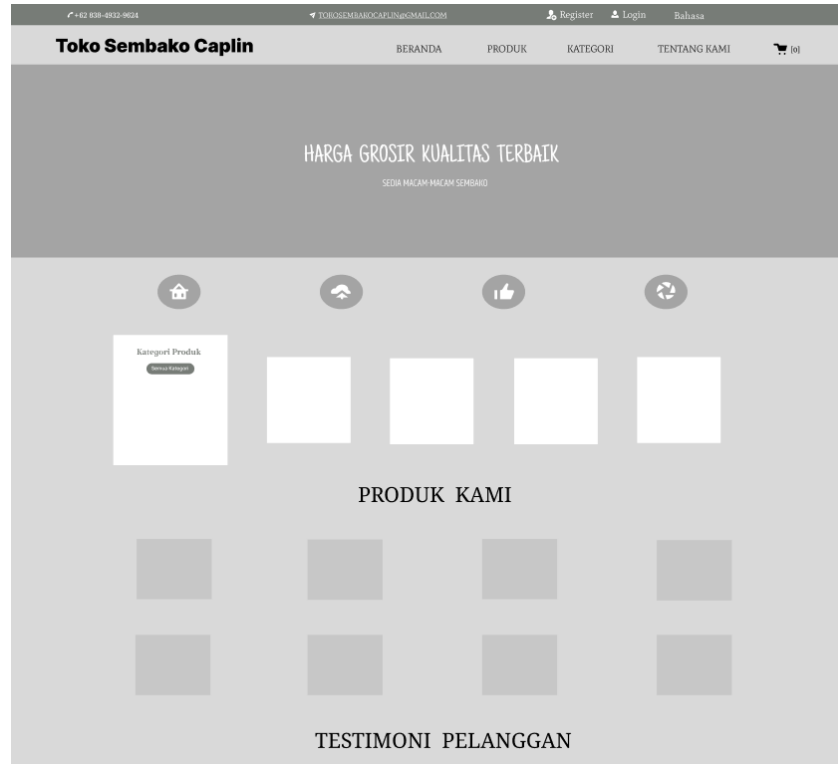 +62 838-4932-9624
TOKOSEMBAKOCAPLIN@GMAIL.COM
Register
Login
Bahasa
Toko Sembako Caplin
BERANDA
PRODUK
KATEGORI
TENTANG KAMI
[0]
HARGA GROSIR KUALITAS TERBAIK
SEDIA MACAM-MACAM SEMBAKO
Kategori Produk
Semua Kategori
PRODUK KAMI
TESTIMONI PELANGGAN